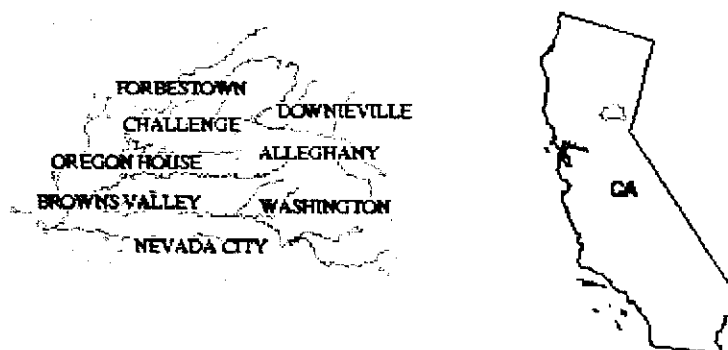 FORBESTOWN
DOWNIEVILLE
CHALLENGE
ALLEGHANY
OREGON HOUSE
BROWNS VALLEY
WASHINGTON
NEVADA CITY
CA